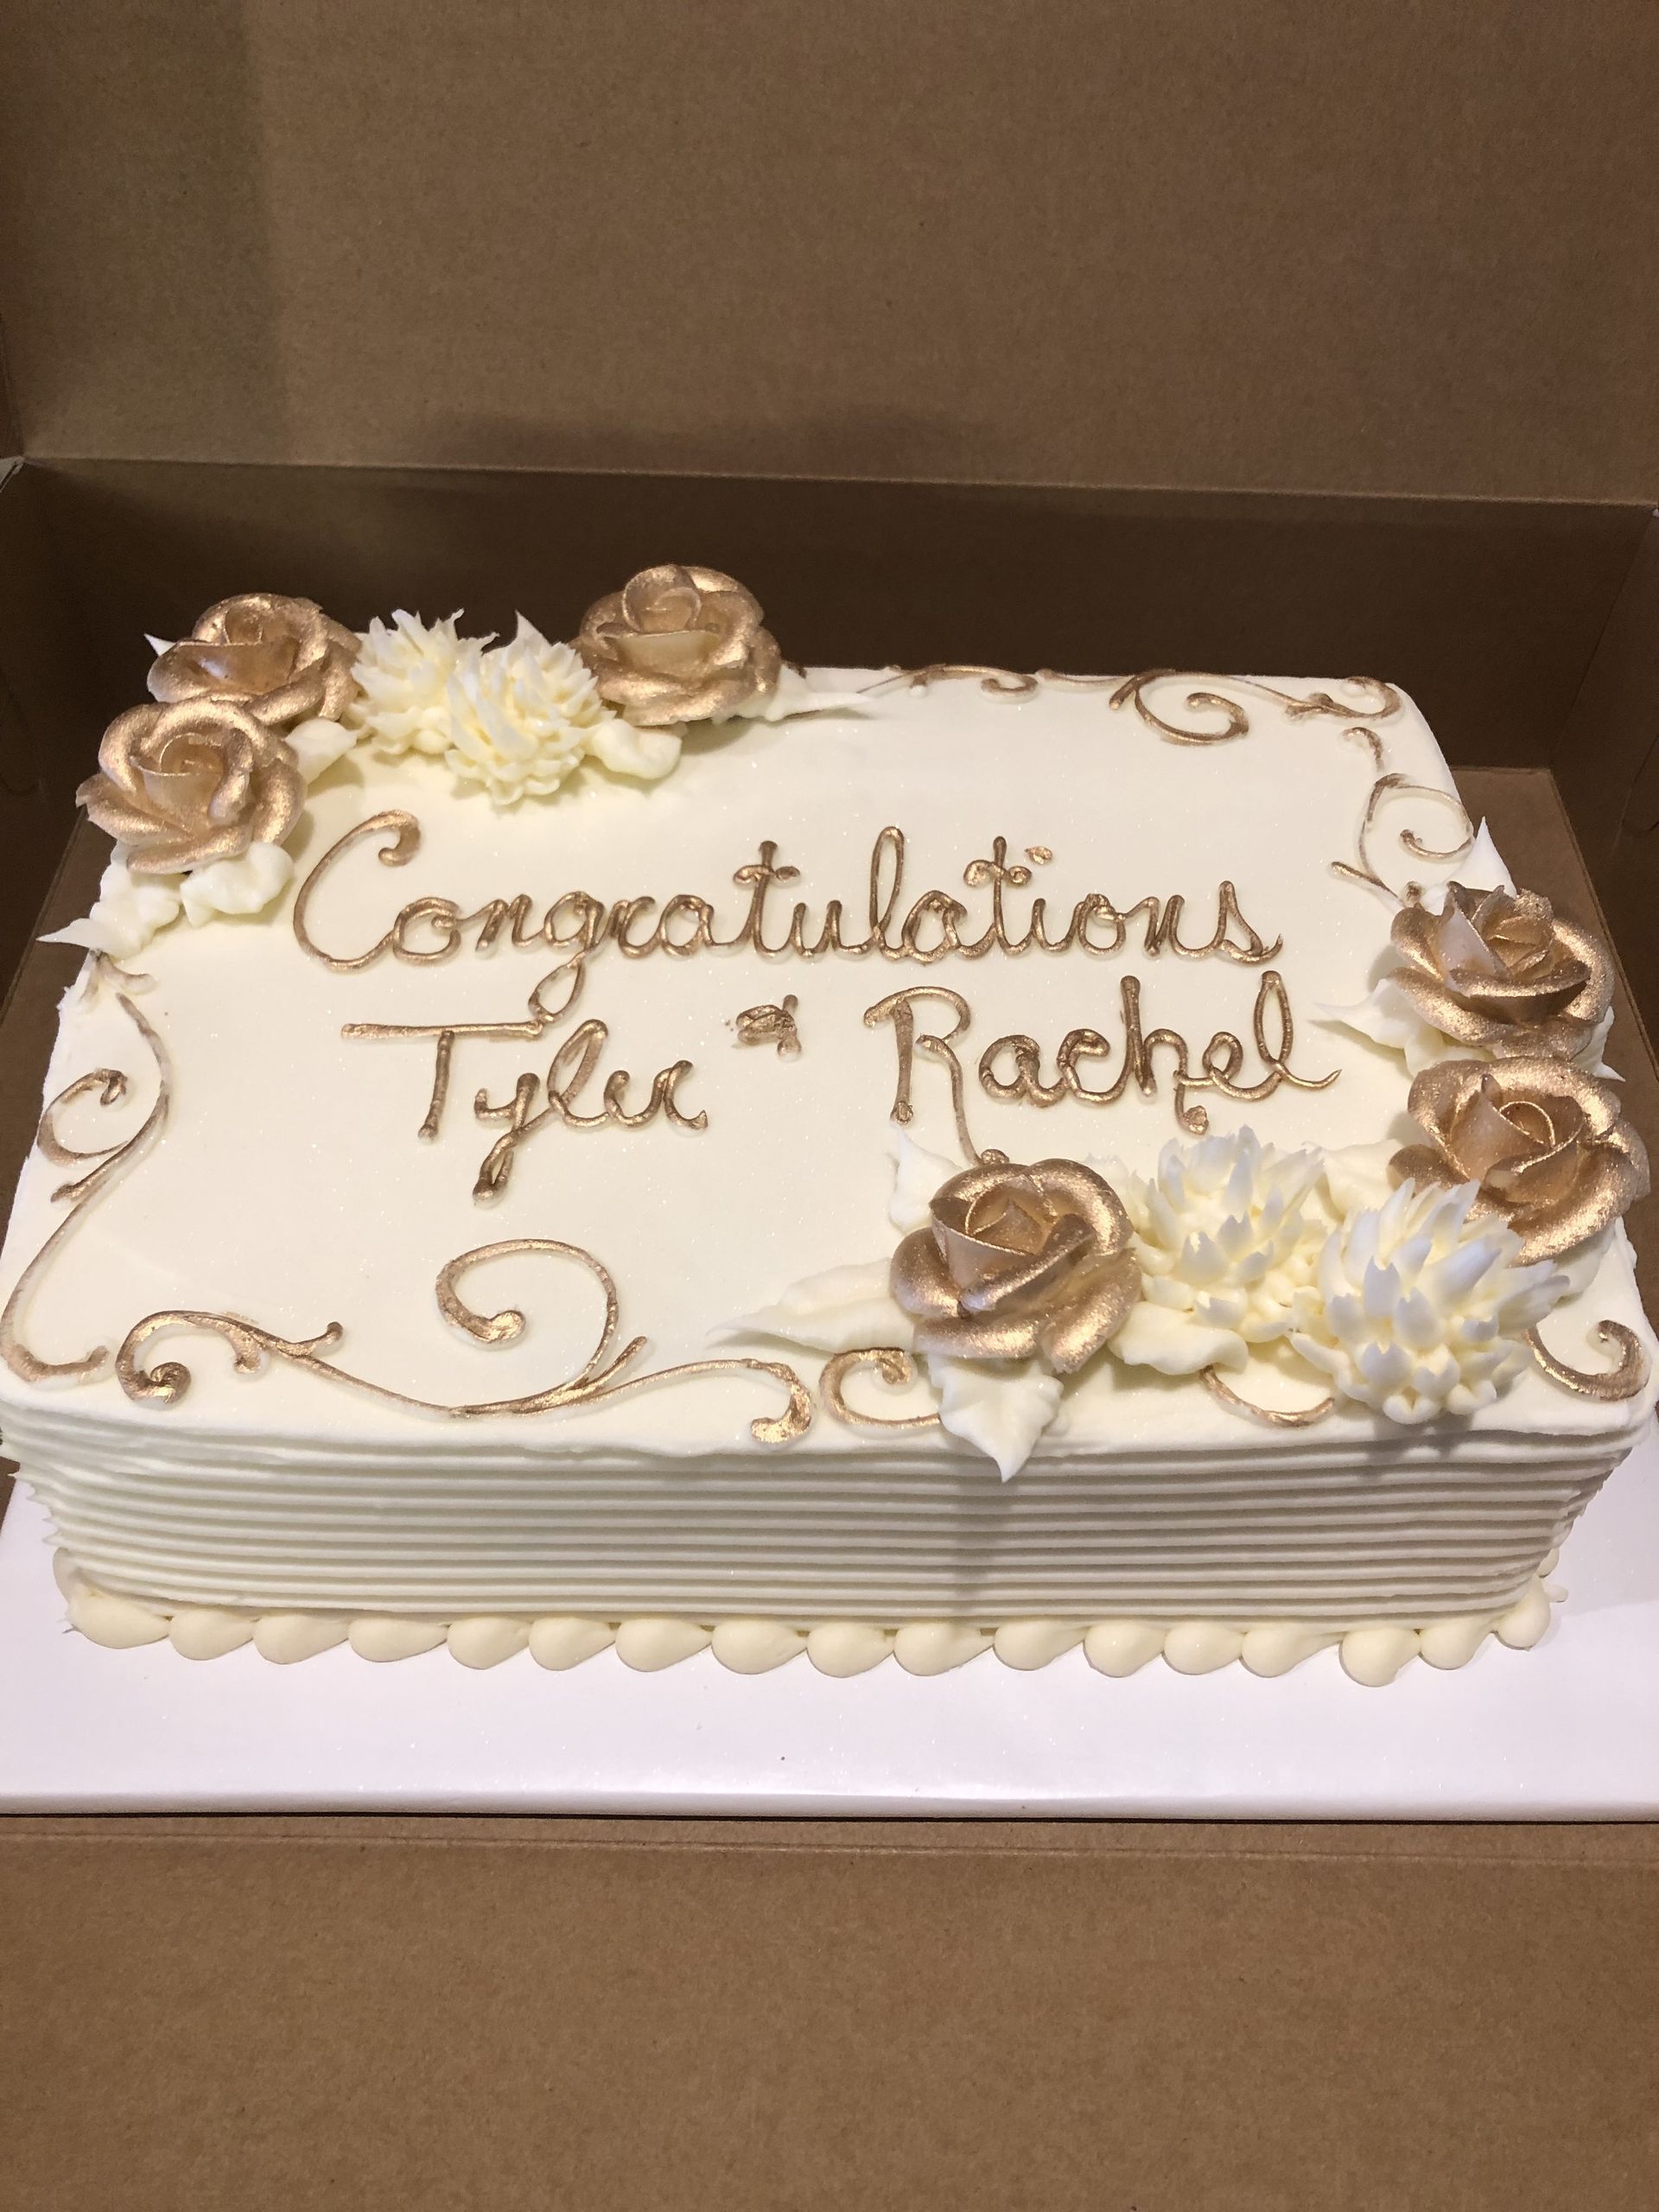 Congratulations
Tyler & Rachel